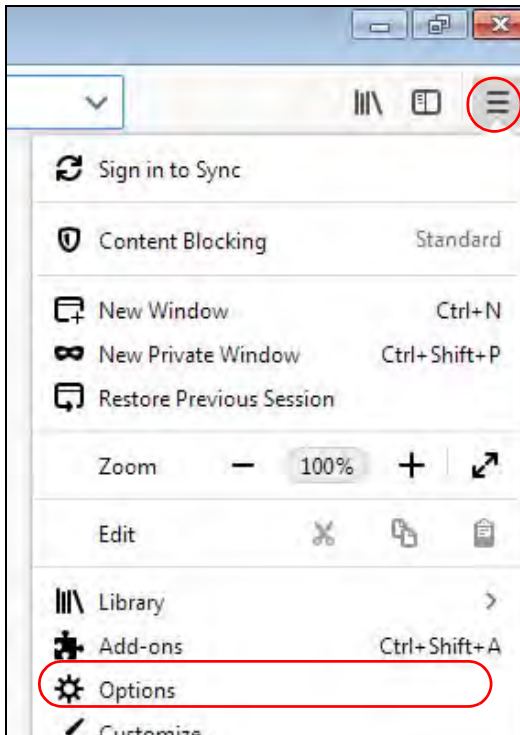 Sign in to Sync
Content Blocking Standard
New Window Ctrl+N
New Private Window Ctrl+Shift+P
Restore Previous Session
Zoom 100%
Edit
Library
Add-ons Ctrl+Shift+A
Options
Customize